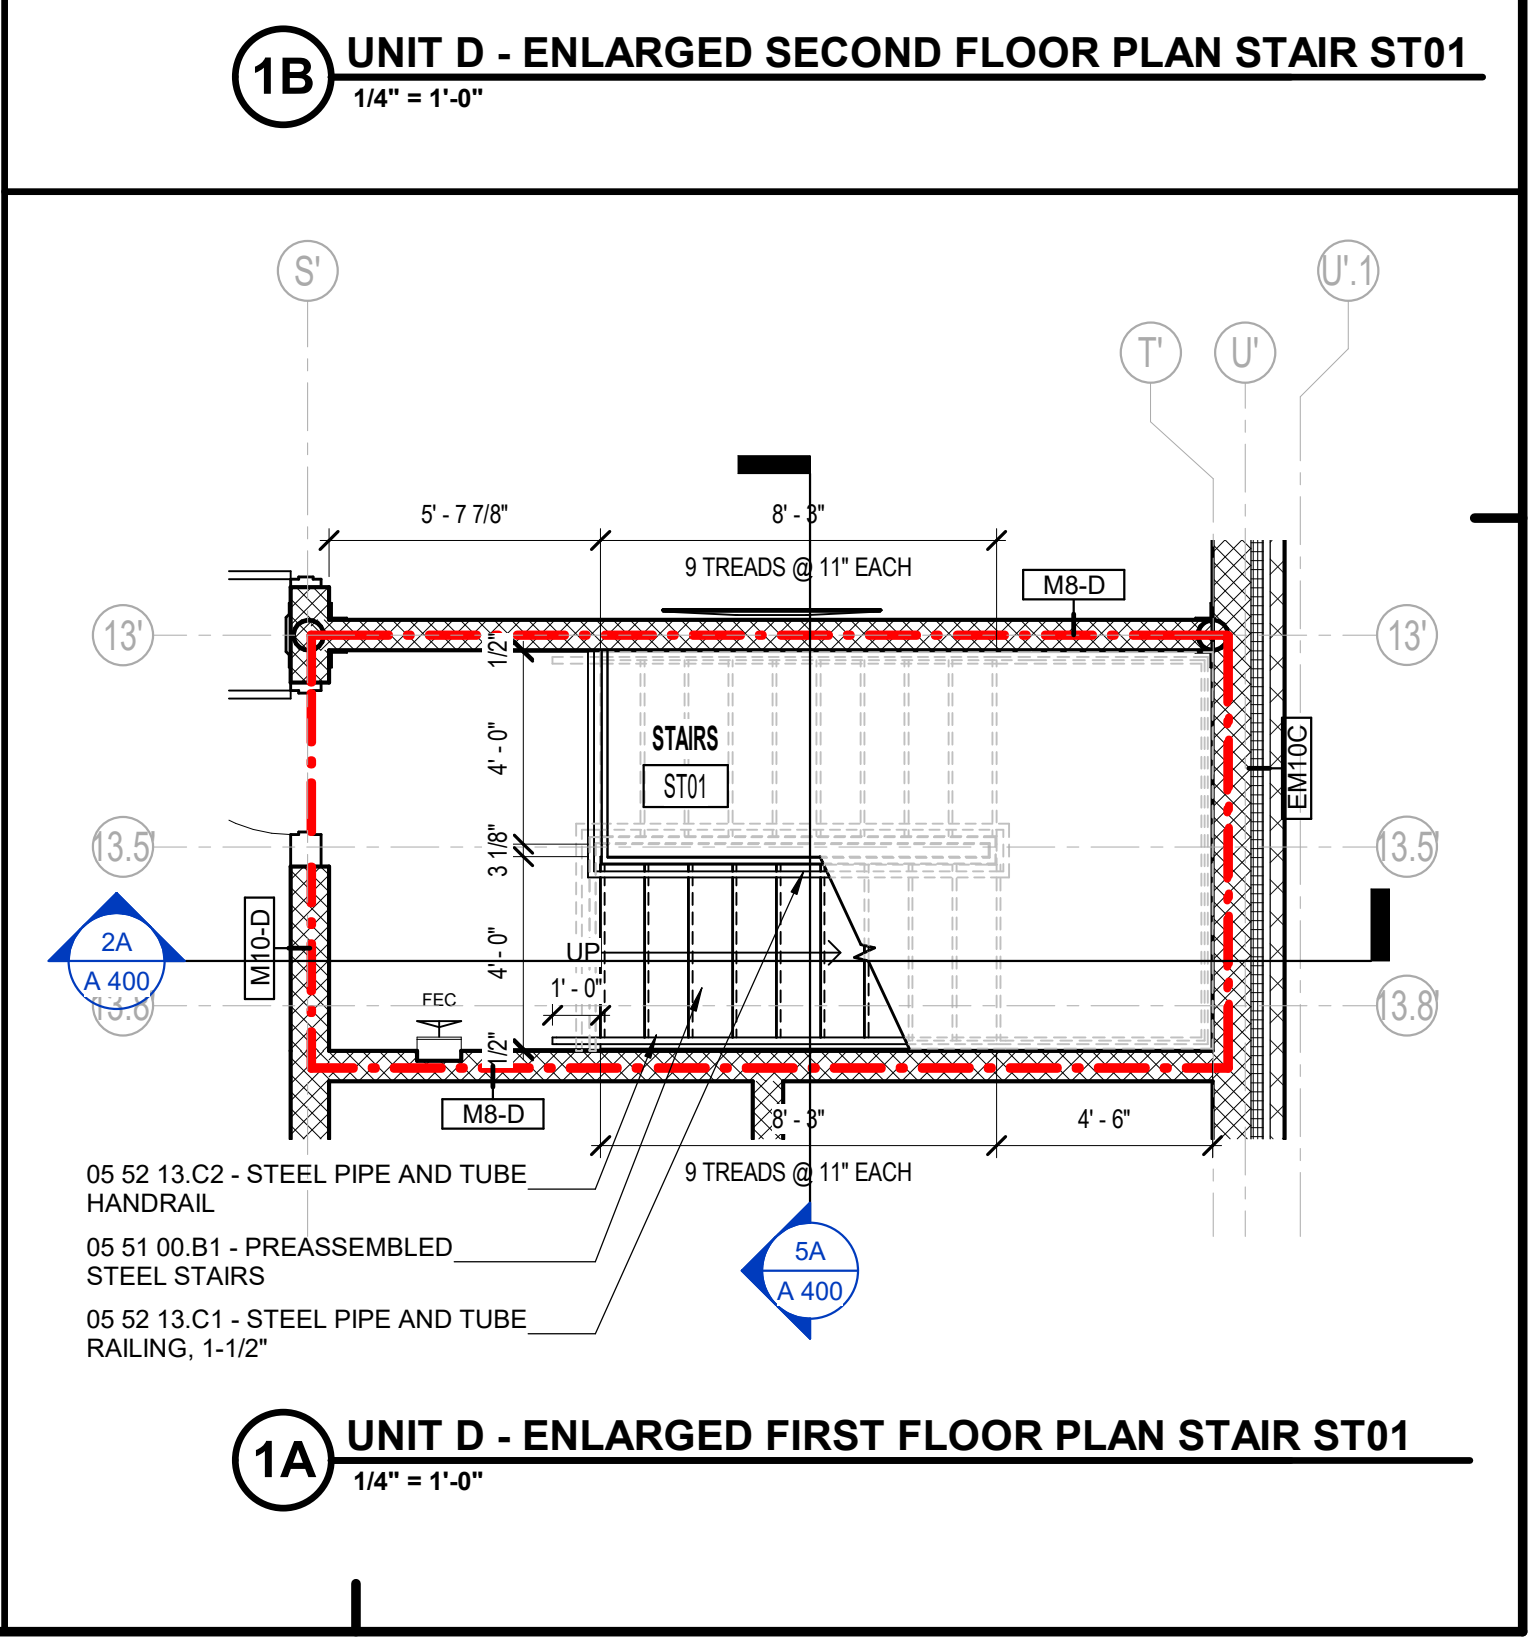 1B
UNIT D - ENLARGED SECOND FLOOR PLAN STAIR ST01
1/4" = 1'-0"
S'
U'.1
T'
U'
5' - 7 7/8"
8' - 3"
9 TREADS @ 11" EACH
M8-D
13'
13'
1/2"
4' - 0"
STAIRS
ST01
EM10C
13.5'
3 1/8"
13.5'
2A
A 400
M10-D
4' - 0"
UP
1' - 0"
13.8'
FEC
13.8'
1/2"
M8-D
8' - 3"
4' - 6"
9 TREADS @ 11" EACH
05 52 13.C2 - STEEL PIPE AND TUBE
HANDRAIL
05 51 00.B1 - PREASSEMBLED
STEEL STAIRS
05 52 13.C1 - STEEL PIPE AND TUBE
RAILING, 1-1/2"
5A
A 400
1A
UNIT D - ENLARGED FIRST FLOOR PLAN STAIR ST01
1/4" = 1'-0"